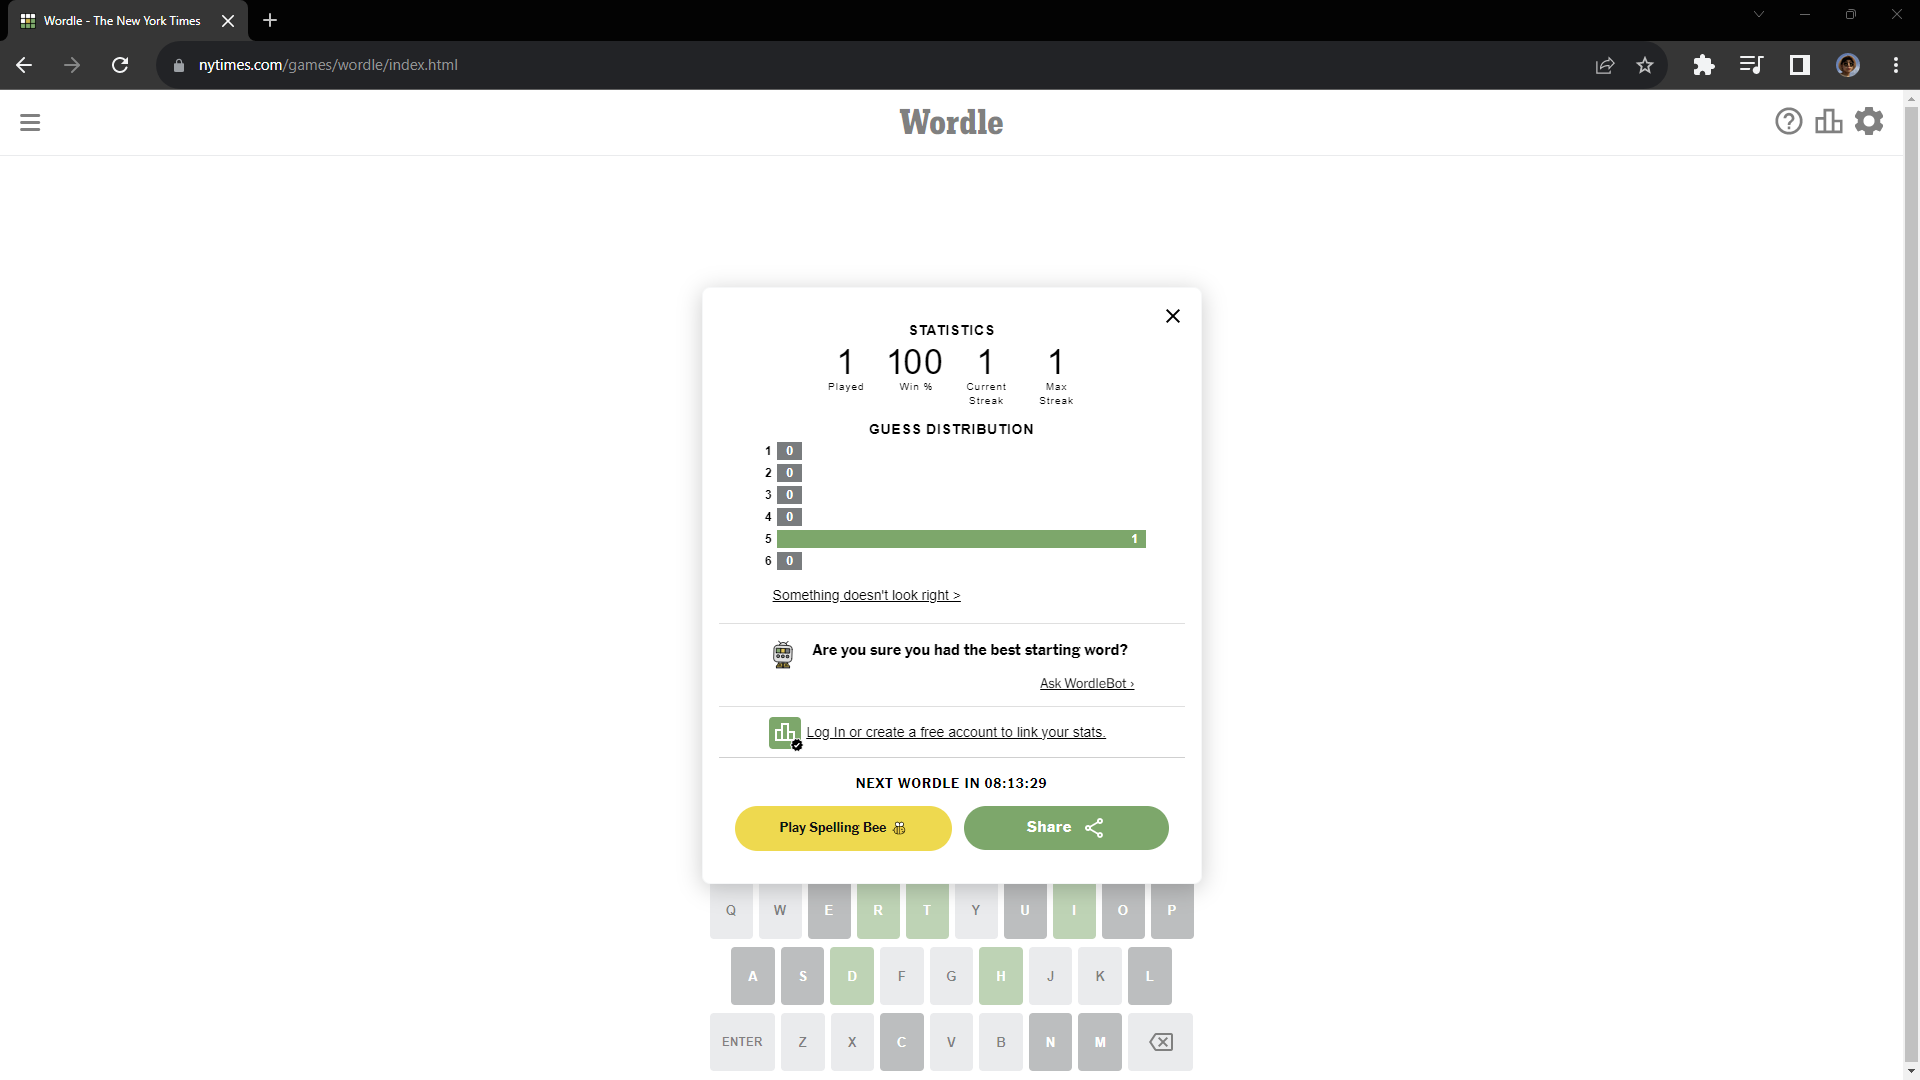 Wordle - The New York Times
nytimes.com/games/wordle/index.html
Wordle
STATISTICS
1 100 1 1
Played Win % Current Streak Max Streak
GUESS DISTRIBUTION
1 0
2 0
3 0
4 0
5 1
6 0
Something doesn't look right >
Are you sure you had the best starting word?
Ask WordleBot ›
Log In or create a free account to link your stats.
NEXT WORDLE IN 08:13:29
Play Spelling Bee
Share
Q W E R T Y U I O P
A S D F G H J K L
ENTER Z X C V B N M